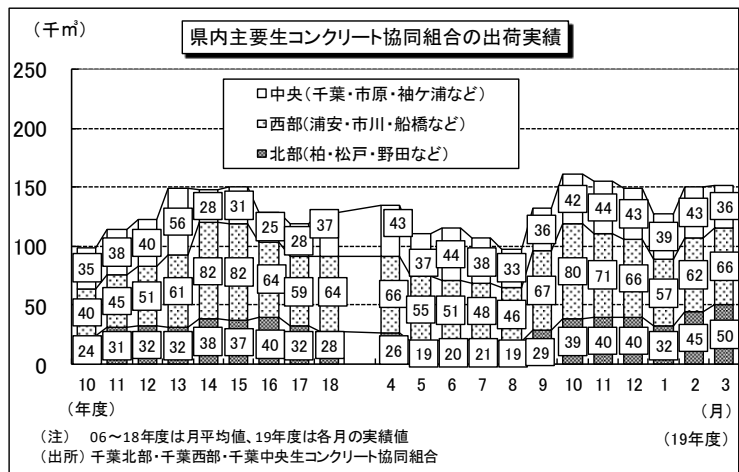 (千㎥)
県内主要生コンクリート協同組合の出荷実績
250
200
150
100
50
0
□中央(千葉・市原・袖ケ浦など)
□西部(浦安・市川・船橋など)
■北部(柏・松戸・野田など)
35 38 40 56 28 31 25 28 37 43 37 44 38 33 36 42 44 43 39 43 36
40 45 51 61 82 82 64 59 64 66 55 51 48 46 67 80 71 66 57 62 66
24 31 32 32 38 37 40 32 28 26 19 20 21 19 29 39 40 40 32 45 50
10 11 12 13 14 15 16 17 18 4 5 6 7 8 9 10 11 12 1 2 3
(年度) (月)
(注) 06～18年度は月平均値、19年度は各月の実績値 (19年度)
(出所) 千葉北部・千葉西部・千葉中央生コンクリート協同組合